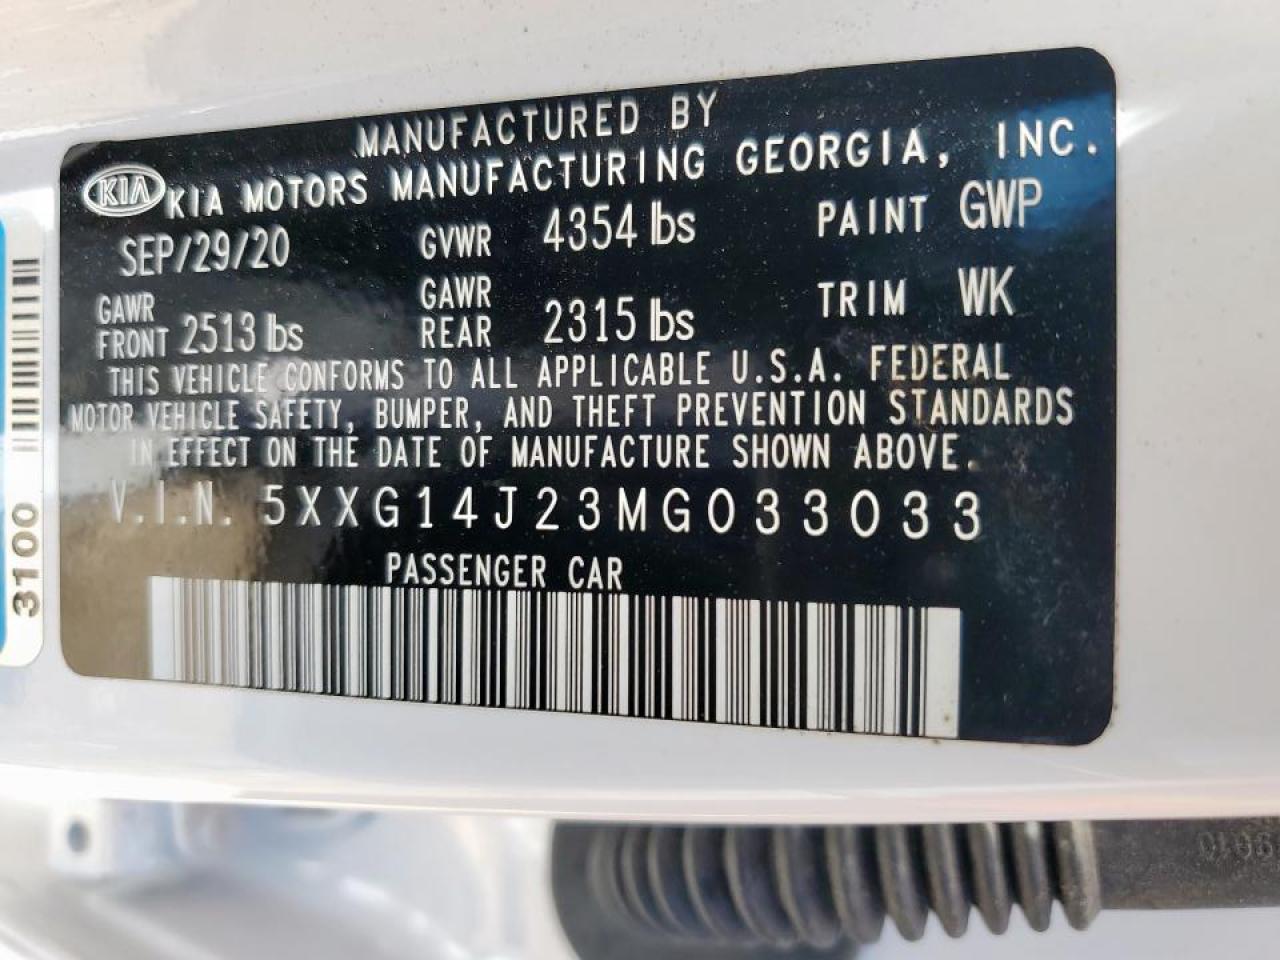 MANUFACTURED BY
KIA KIA MOTORS MANUFACTURING GEORGIA, INC.
SEP/29/20 GVWR 4354 lbs PAINT GWP
GAWR FRONT 2513 lbs GAWR REAR 2315 lbs TRIM WK
THIS VEHICLE CONFORMS TO ALL APPLICABLE U.S.A. FEDERAL
MOTOR VEHICLE SAFETY, BUMPER, AND THEFT PREVENTION STANDARDS
IN EFFECT ON THE DATE OF MANUFACTURE SHOWN ABOVE.
V.I.N. 5XXG14J23MG033033
PASSENGER CAR
3100